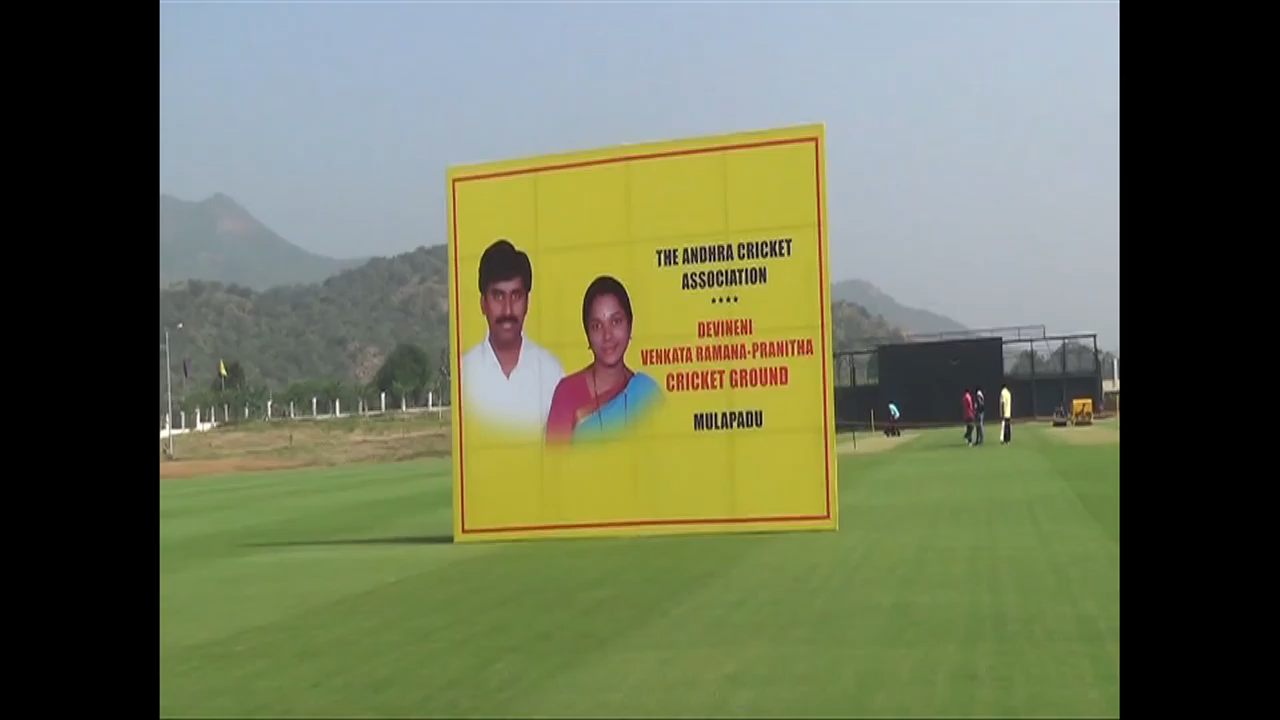 THE ANDHRA CRICKET
ASSOCIATION
****
DEVINENI
VENKATA RAMANA-PRANITHA
CRICKET GROUND
MULAPADU